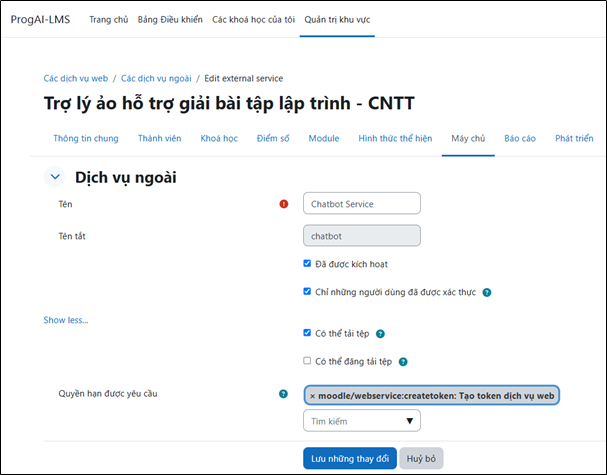 ProgAI-LMS Trang chủ Bảng Điều khiển Các khoá học của tôi Quản trị khu vực
Các dịch vụ web / Các dịch vụ ngoài / Edit external service
Trợ lý ảo hỗ trợ giải bài tập lập trình - CNTT
Thông tin chung Thành viên Khoá học Điểm số Module Hình thức thể hiện Máy chủ Báo cáo Phát triển
Dịch vụ ngoài
Tên ! Chatbot Service
Tên tắt chatbot
Đã được kích hoạt
Chỉ những người dùng đã được xác thực ?
Show less...
Có thể tải tệp ?
Có thể đăng tải tệp ?
Quyền hạn được yêu cầu ? × moodle/webservice:createtoken: Tạo token dịch vụ web
Tìm kiếm ▼
Lưu những thay đổi Huỷ bỏ